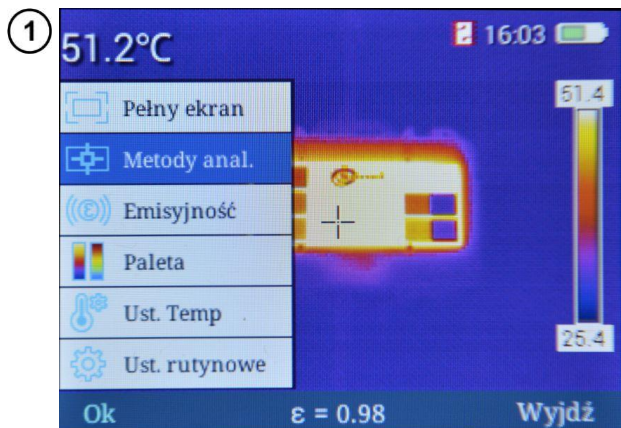 1
51.2°C
16:03
Pełny ekran
51.4
Metody anal.
((ε)) Emisyjność
Paleta
Ust. Temp
25.4
Ust. rutynowe
Ok ε = 0.98 Wyjdź